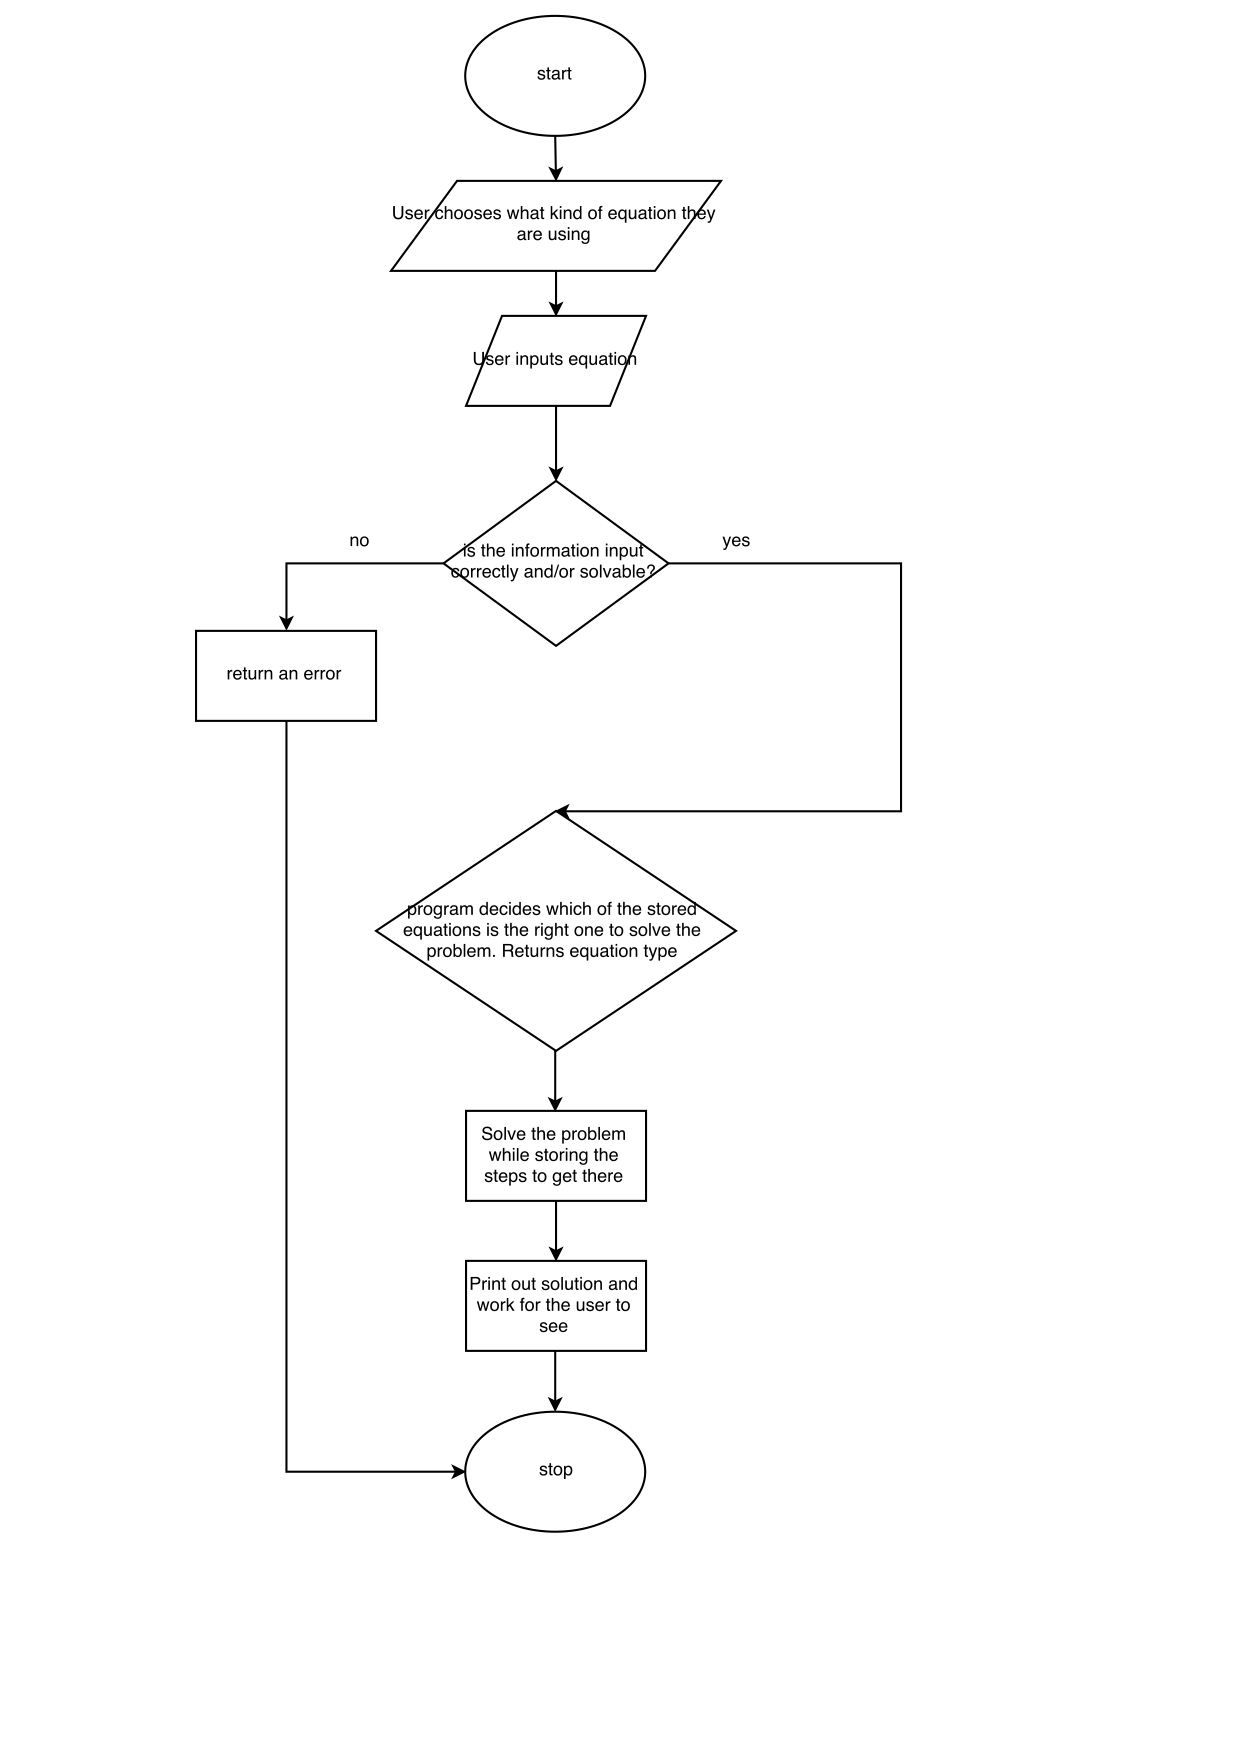 start
User chooses what kind of equation they
are using
User inputs equation
no
yes
is the information input
correctly and/or solvable?
return an error
program decides which of the stored
equations is the right one to solve the
problem. Returns equation type
Solve the problem
while storing the
steps to get there
Print out solution and
work for the user to
see
stop